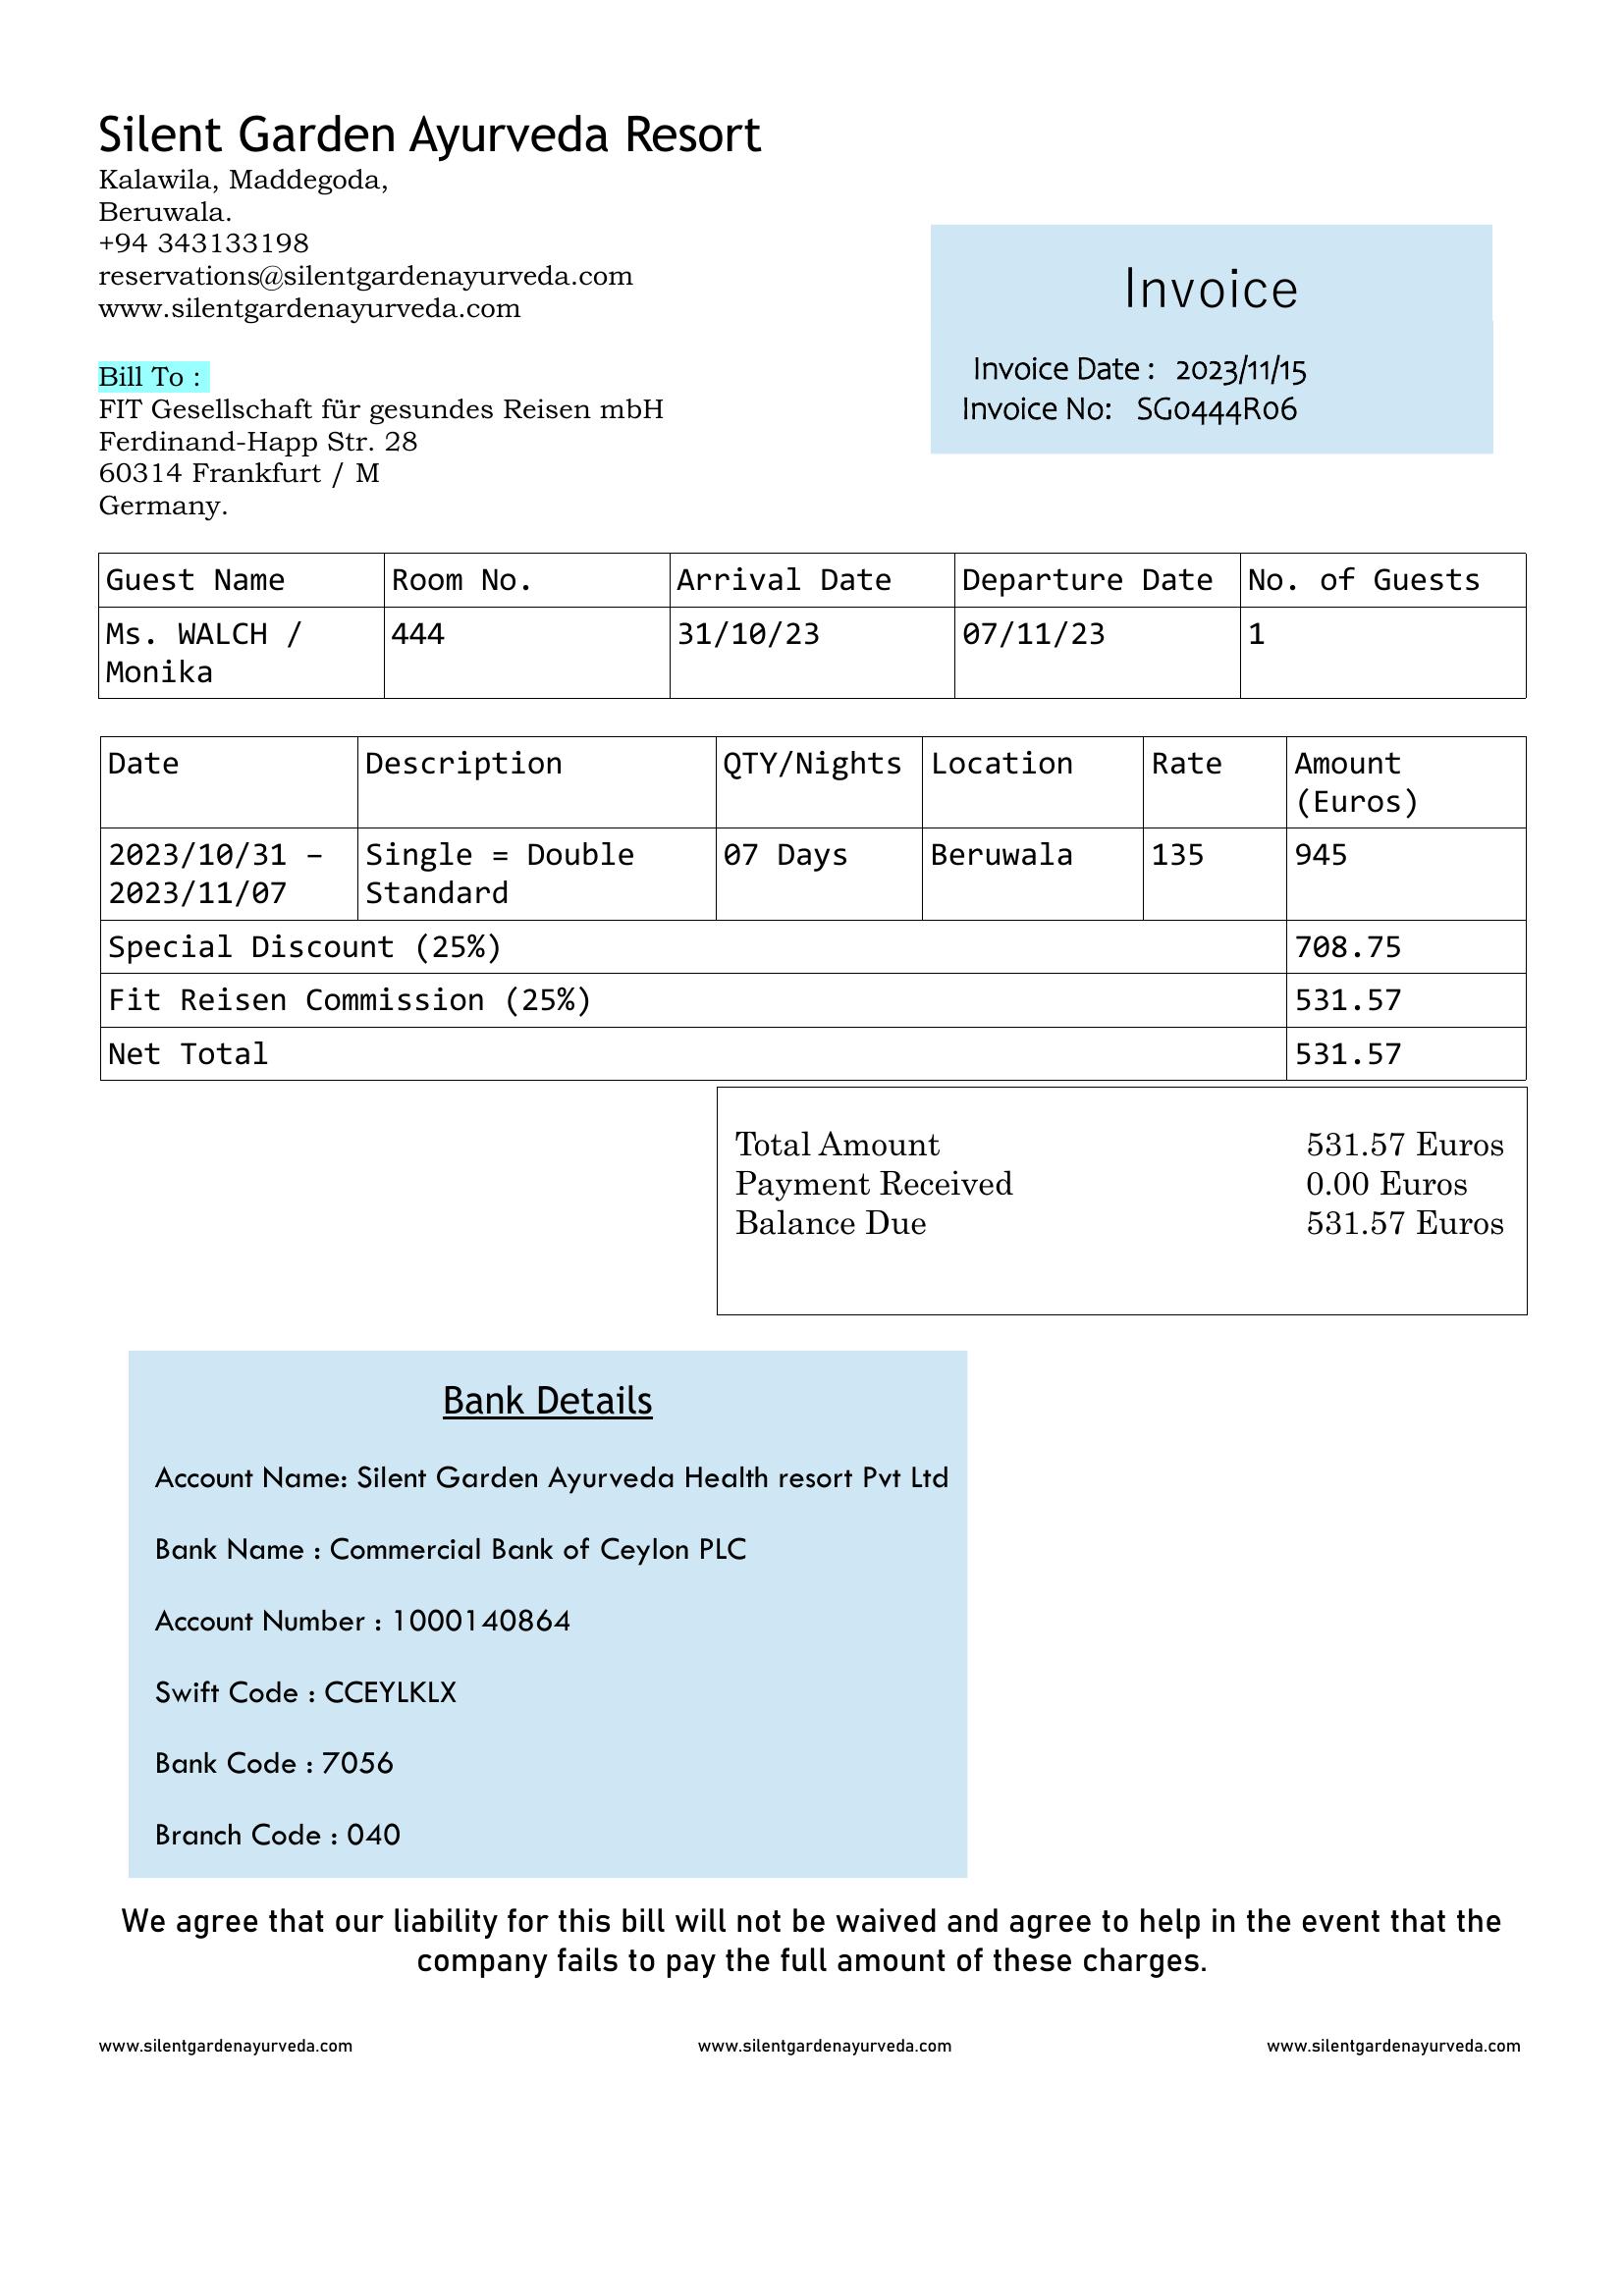 Silent Garden Ayurveda Resort
Kalawila, Maddegoda,
Beruwala.
+94 343133198
reservations@silentgardenayurveda.com
www.silentgardenayurveda.com
Invoice
Invoice Date : 2023/11/15
Invoice No: SG0444R06
Bill To :
FIT Gesellschaft für gesundes Reisen mbH
Ferdinand-Happ Str. 28
60314 Frankfurt / M
Germany.
Guest Name Room No. Arrival Date Departure Date No. of Guests
Ms. WALCH / 444 31/10/23 07/11/23 1
Monika
Date Description QTY/Nights Location Rate Amount
(Euros)
2023/10/31 – Single = Double 07 Days Beruwala 135 945
2023/11/07 Standard
Special Discount (25%) 708.75
Fit Reisen Commission (25%) 531.57
Net Total 531.57
Total Amount 531.57 Euros
Payment Received 0.00 Euros
Balance Due 531.57 Euros
Bank Details
Account Name: Silent Garden Ayurveda Health resort Pvt Ltd
Bank Name : Commercial Bank of Ceylon PLC
Account Number : 1000140864
Swift Code : CCEYLKLX
Bank Code : 7056
Branch Code : 040
We agree that our liability for this bill will not be waived and agree to help in the event that the
company fails to pay the full amount of these charges.
www.silentgardenayurveda.com www.silentgardenayurveda.com www.silentgardenayurveda.com